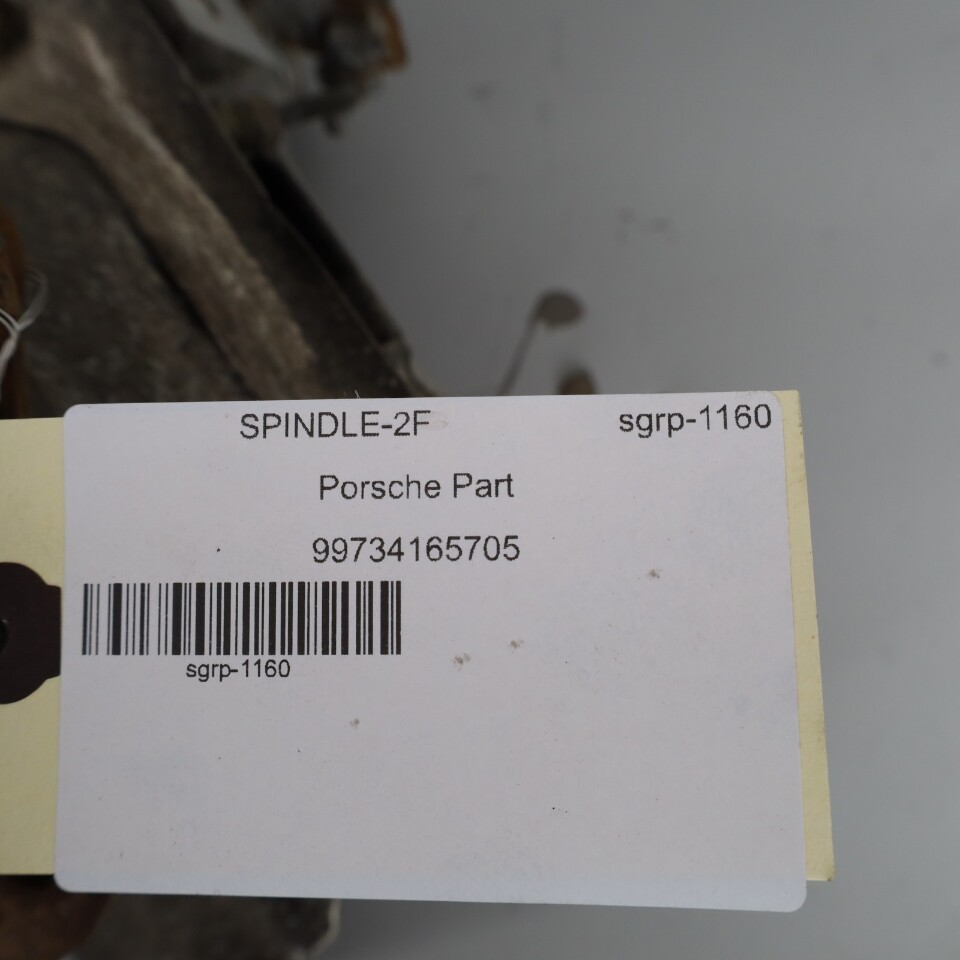 SPINDLE-2F sgrp-1160
Porsche Part
99734165705
sgrp-1160